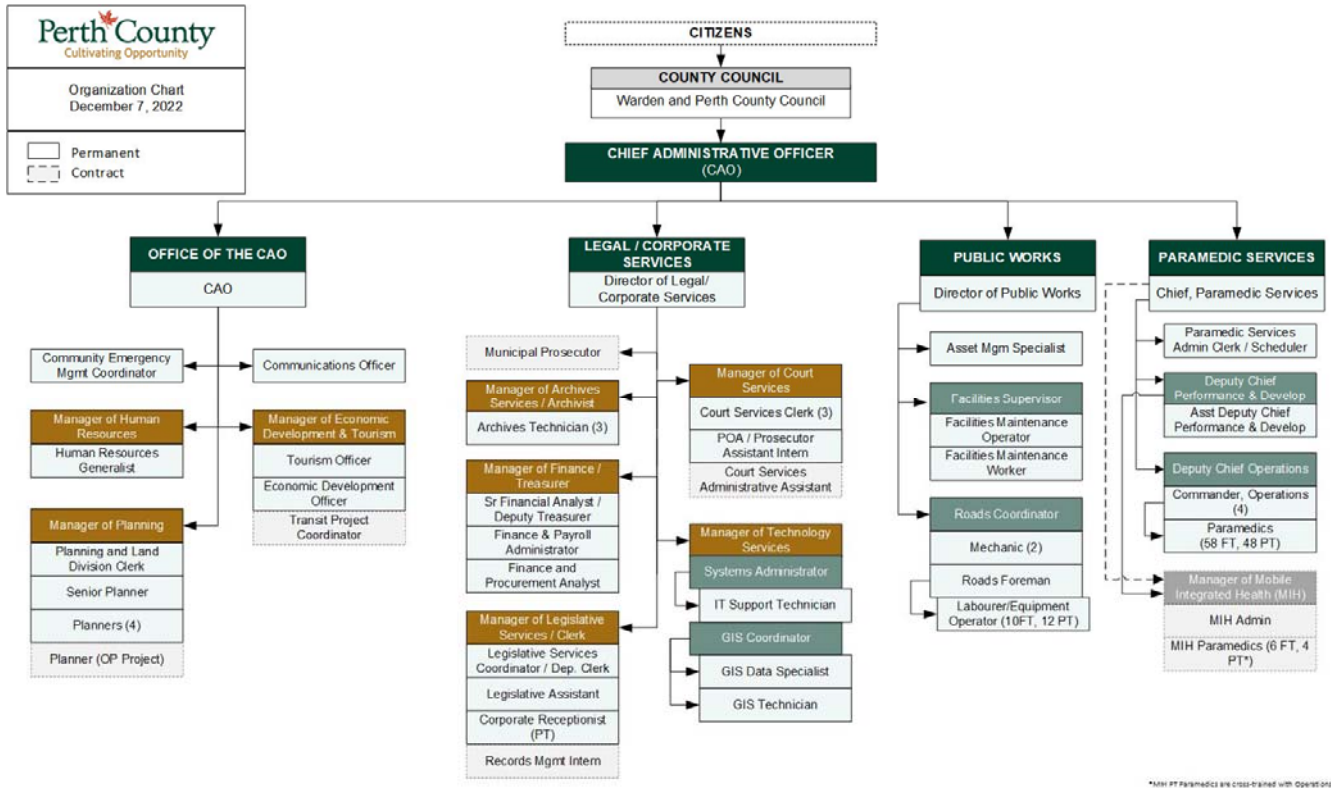 Perth County
Cultivating Opportunity
Organization Chart
December 7, 2022
Permanent
Contract
CITIZENS
COUNTY COUNCIL
Warden and Perth County Council
CHIEF ADMINISTRATIVE OFFICER
(CAO)
OFFICE OF THE CAO
CAO
Community Emergency
Mgmt Coordinator
Communications Officer
Manager of Human
Resources
Human Resources
Generalist
Manager of Economic
Development & Tourism
Tourism Officer
Economic Development
Officer
Transit Project
Coordinator
Manager of Planning
Planning and Land
Division Clerk
Senior Planner
Planners (4)
Planner (OP Project)
LEGAL / CORPORATE
SERVICES
Director of Legal/
Corporate Services
Municipal Prosecutor
Manager of Archives
Services / Archivist
Archives Technician (3)
Manager of Finance /
Treasurer
Sr Financial Analyst /
Deputy Treasurer
Finance & Payroll
Administrator
Finance and
Procurement Analyst
Manager of Legislative
Services / Clerk
Legislative Services
Coordinator / Dep. Clerk
Legislative Assistant
Corporate Receptionist
(PT)
Records Mgmt Intern
Manager of Court
Services
Court Services Clerk (3)
POA / Prosecutor
Assistant Intern
Court Services
Administrative Assistant
Manager of Technology
Services
Systems Administrator
IT Support Technician
GIS Coordinator
GIS Data Specialist
GIS Technician
PUBLIC WORKS
Director of Public Works
Asset Mgm Specialist
Facilities Supervisor
Facilities Maintenance
Operator
Facilities Maintenance
Worker
Roads Coordinator
Mechanic (2)
Roads Foreman
Labourer/Equipment
Operator (10FT, 12 PT)
PARAMEDIC SERVICES
Chief, Paramedic Services
Paramedic Services
Admin Clerk / Scheduler
Deputy Chief
Performance & Develop
Asst Deputy Chief
Performance & Develop
Deputy Chief Operations
Commander, Operations
(4)
Paramedics
(58 FT, 48 PT)
Manager of Mobile
Integrated Health (MIH)
MIH Admin
MIH Paramedics (6 FT, 4
PT*)
*MIH PT Paramedics are cross-trained with Operations